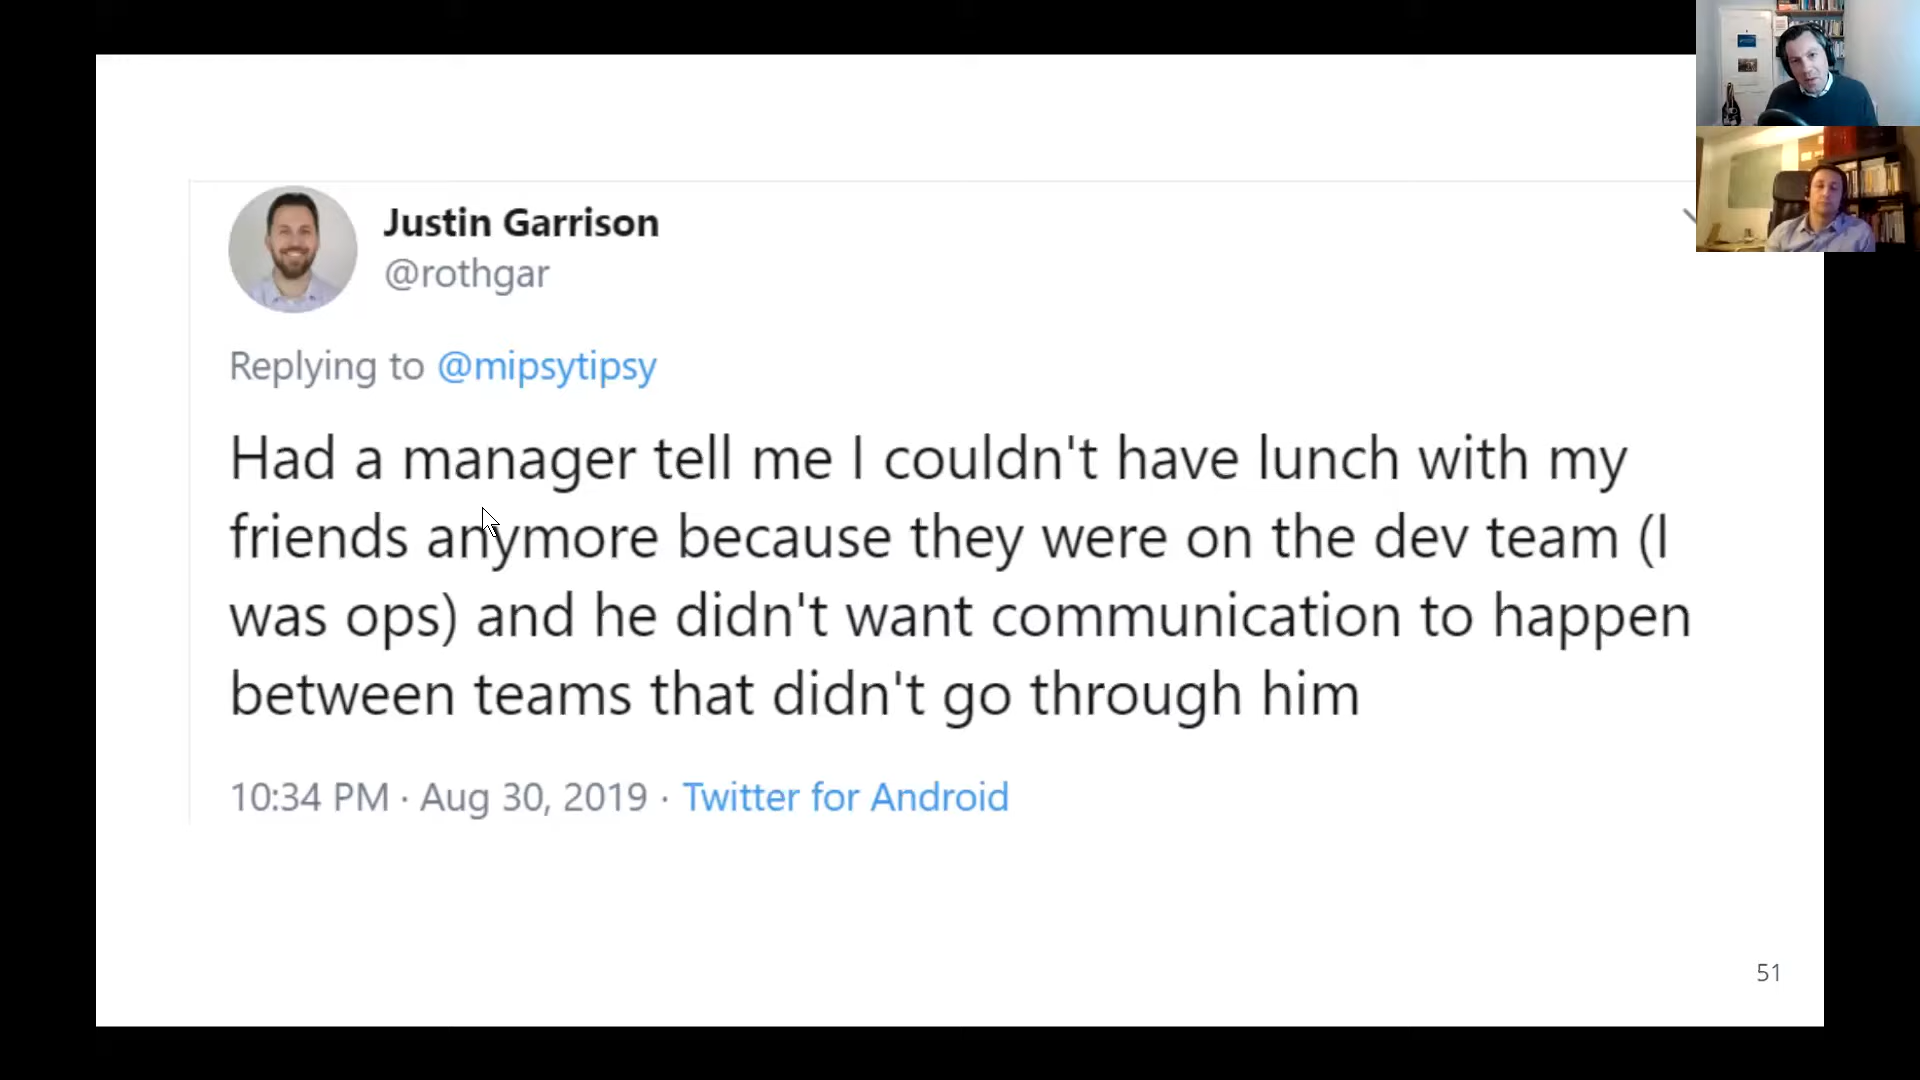 Justin Garrison
@rothgar
Replying to @mipsytipsy
Had a manager tell me I couldn't have lunch with my
friends anymore because they were on the dev team (I
was ops) and he didn't want communication to happen
between teams that didn't go through him
10:34 PM · Aug 30, 2019 · Twitter for Android
51